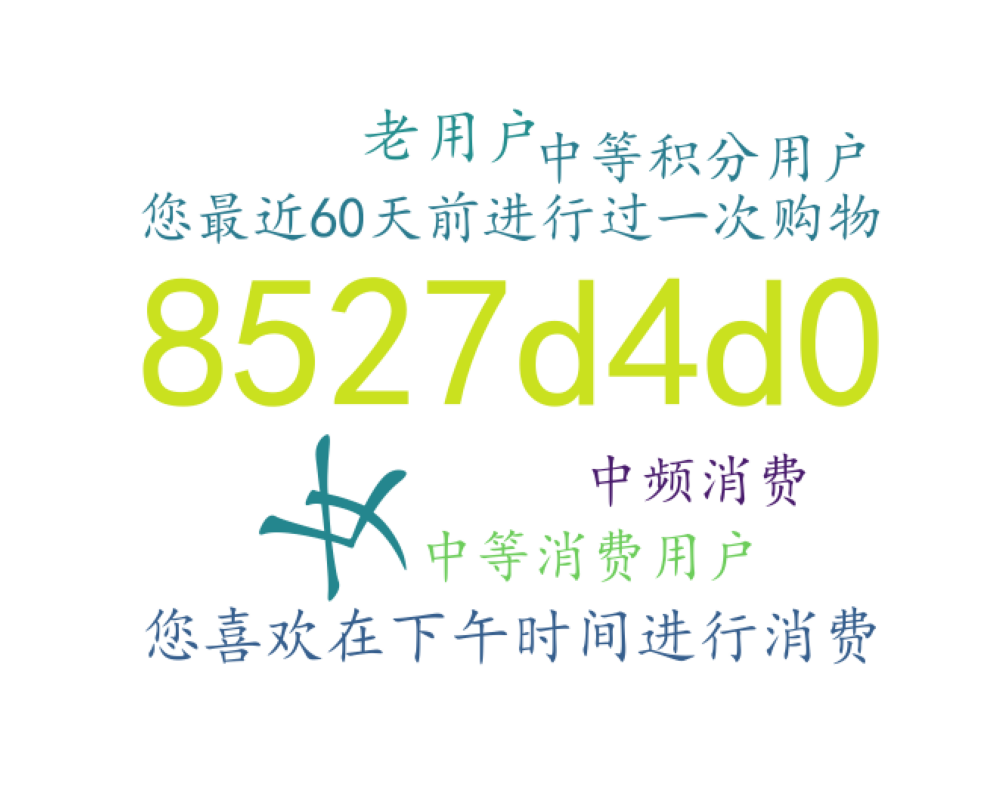 老用户
中等积分用户
您最近60天前进行过一次购物
8527d4d0
女
中频消费
中等消费用户
您喜欢在下午时间进行消费